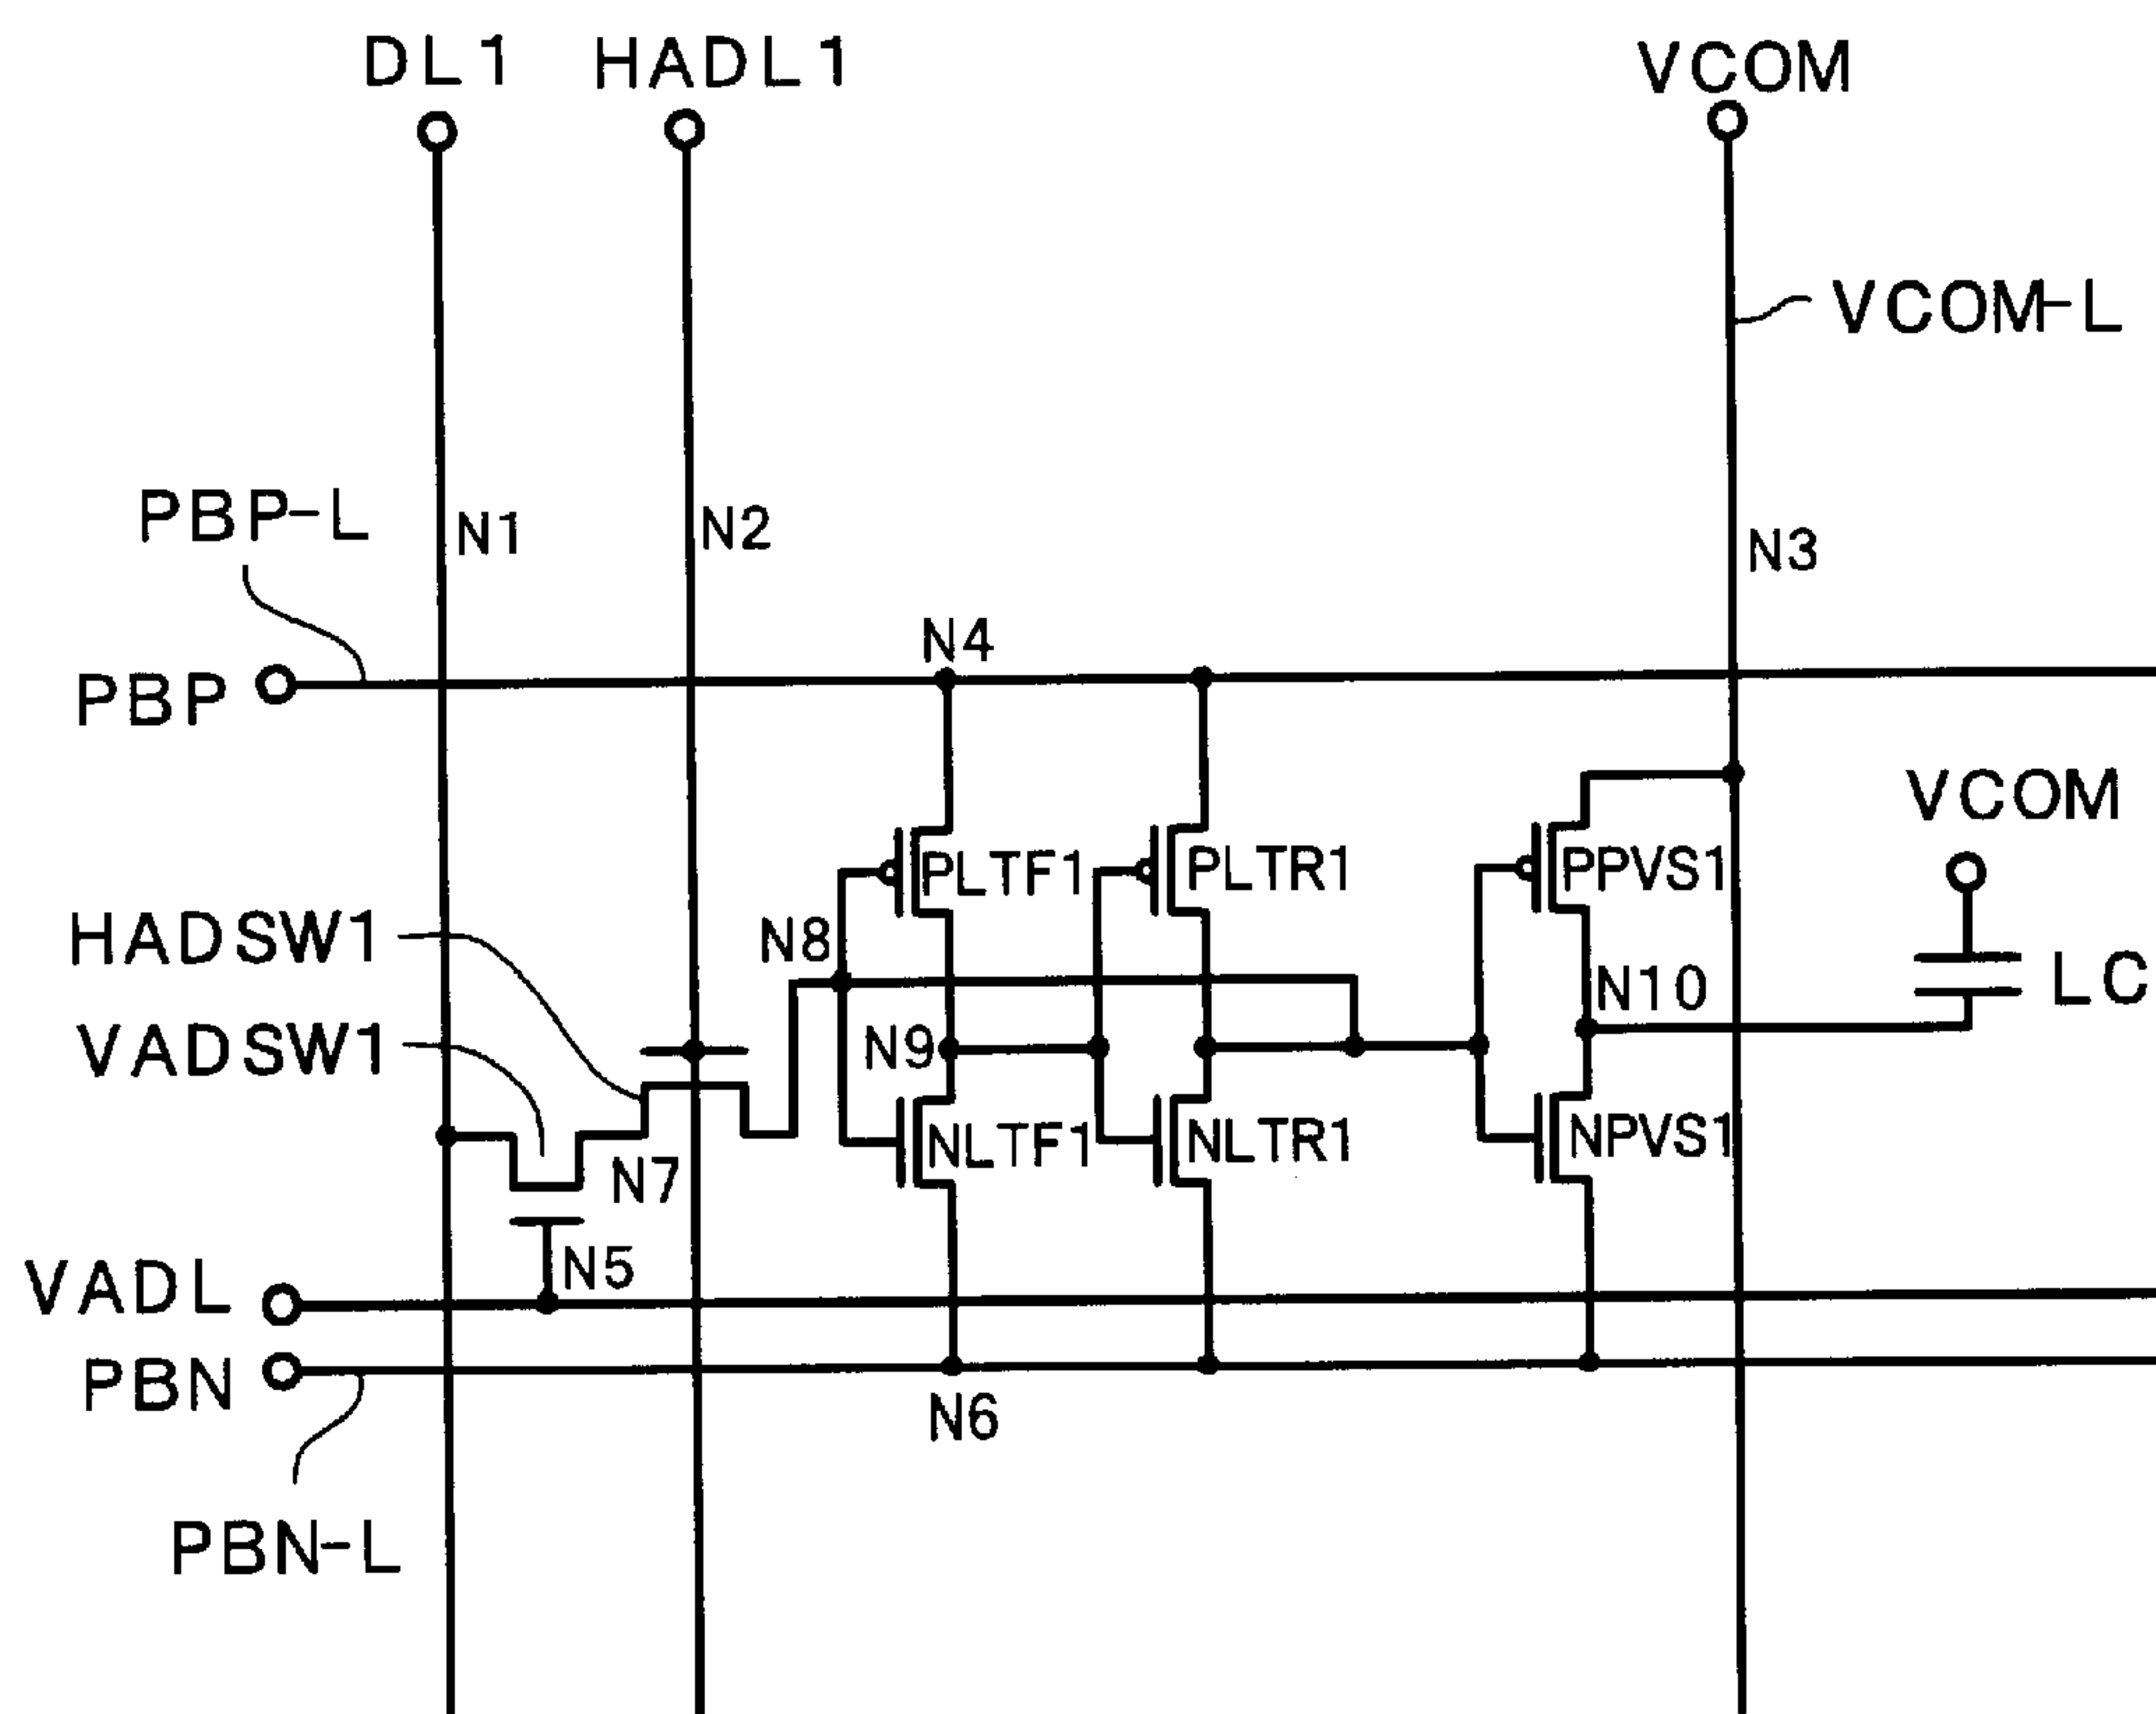 DL1
HADL1
VCOM
VCOM-L
PBP-L
N1
N2
N3
N4
PBP
VCOM
PLTF1
PLTR1
PPVS1
HADSW1
N8
N10
LC
VADSW1
N9
N7
NLTF1
NLTR1
NPVS1
N5
VADL
PBN
N6
PBN-L